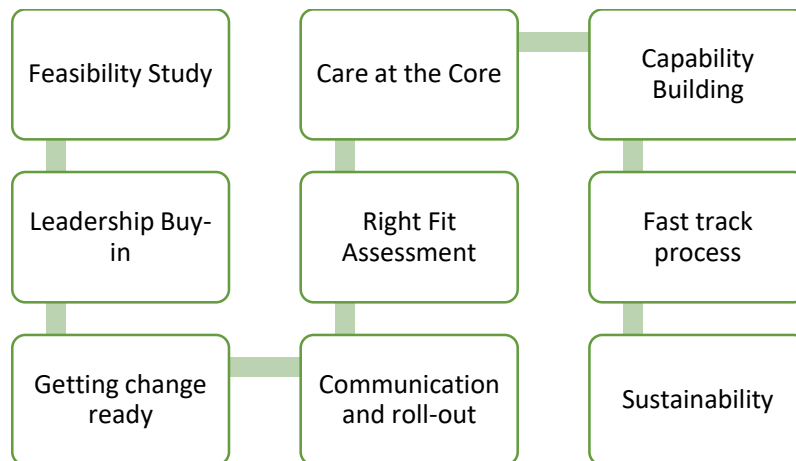 Feasibility Study
Leadership Buy-
in
Getting change
ready
Communication
and roll-out
Right Fit
Assessment
Care at the Core
Capability
Building
Fast track
process
Sustainability